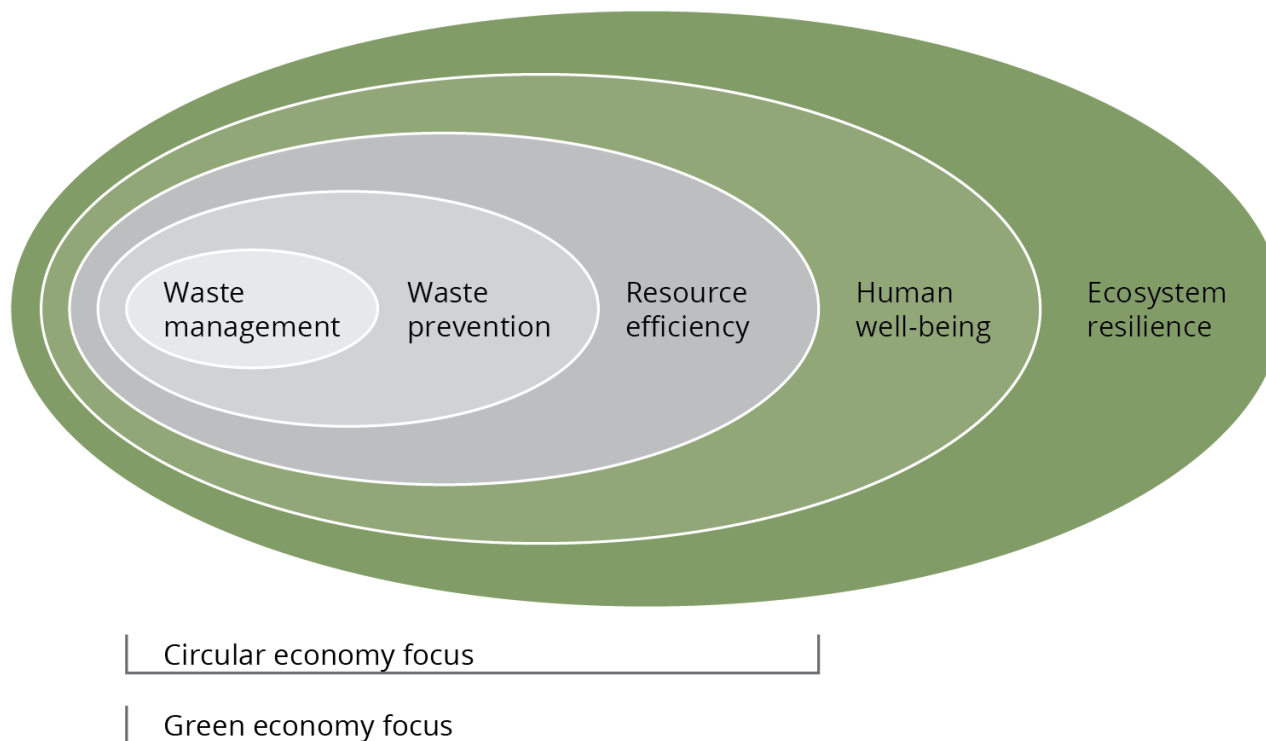 Waste
management
Waste
prevention
Resource
efficiency
Human
well-being
Ecosystem
resilience
Circular economy focus
Green economy focus